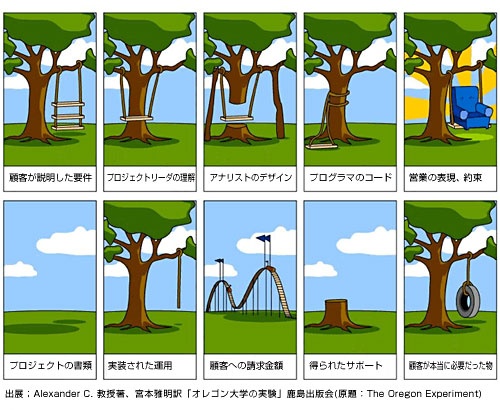 顧客が説明した要件
プロジェクトリーダの理解
アナリストのデザイン
プログラマのコード
営業の表現、約束
プロジェクトの書類
実装された運用
顧客への請求金額
得られたサポート
顧客が本当に必要だった物
出展；Alexander C. 教授著、宮本雅明訳「オレゴン大学の実験」鹿島出版会(原題：The Oregon Experiment)